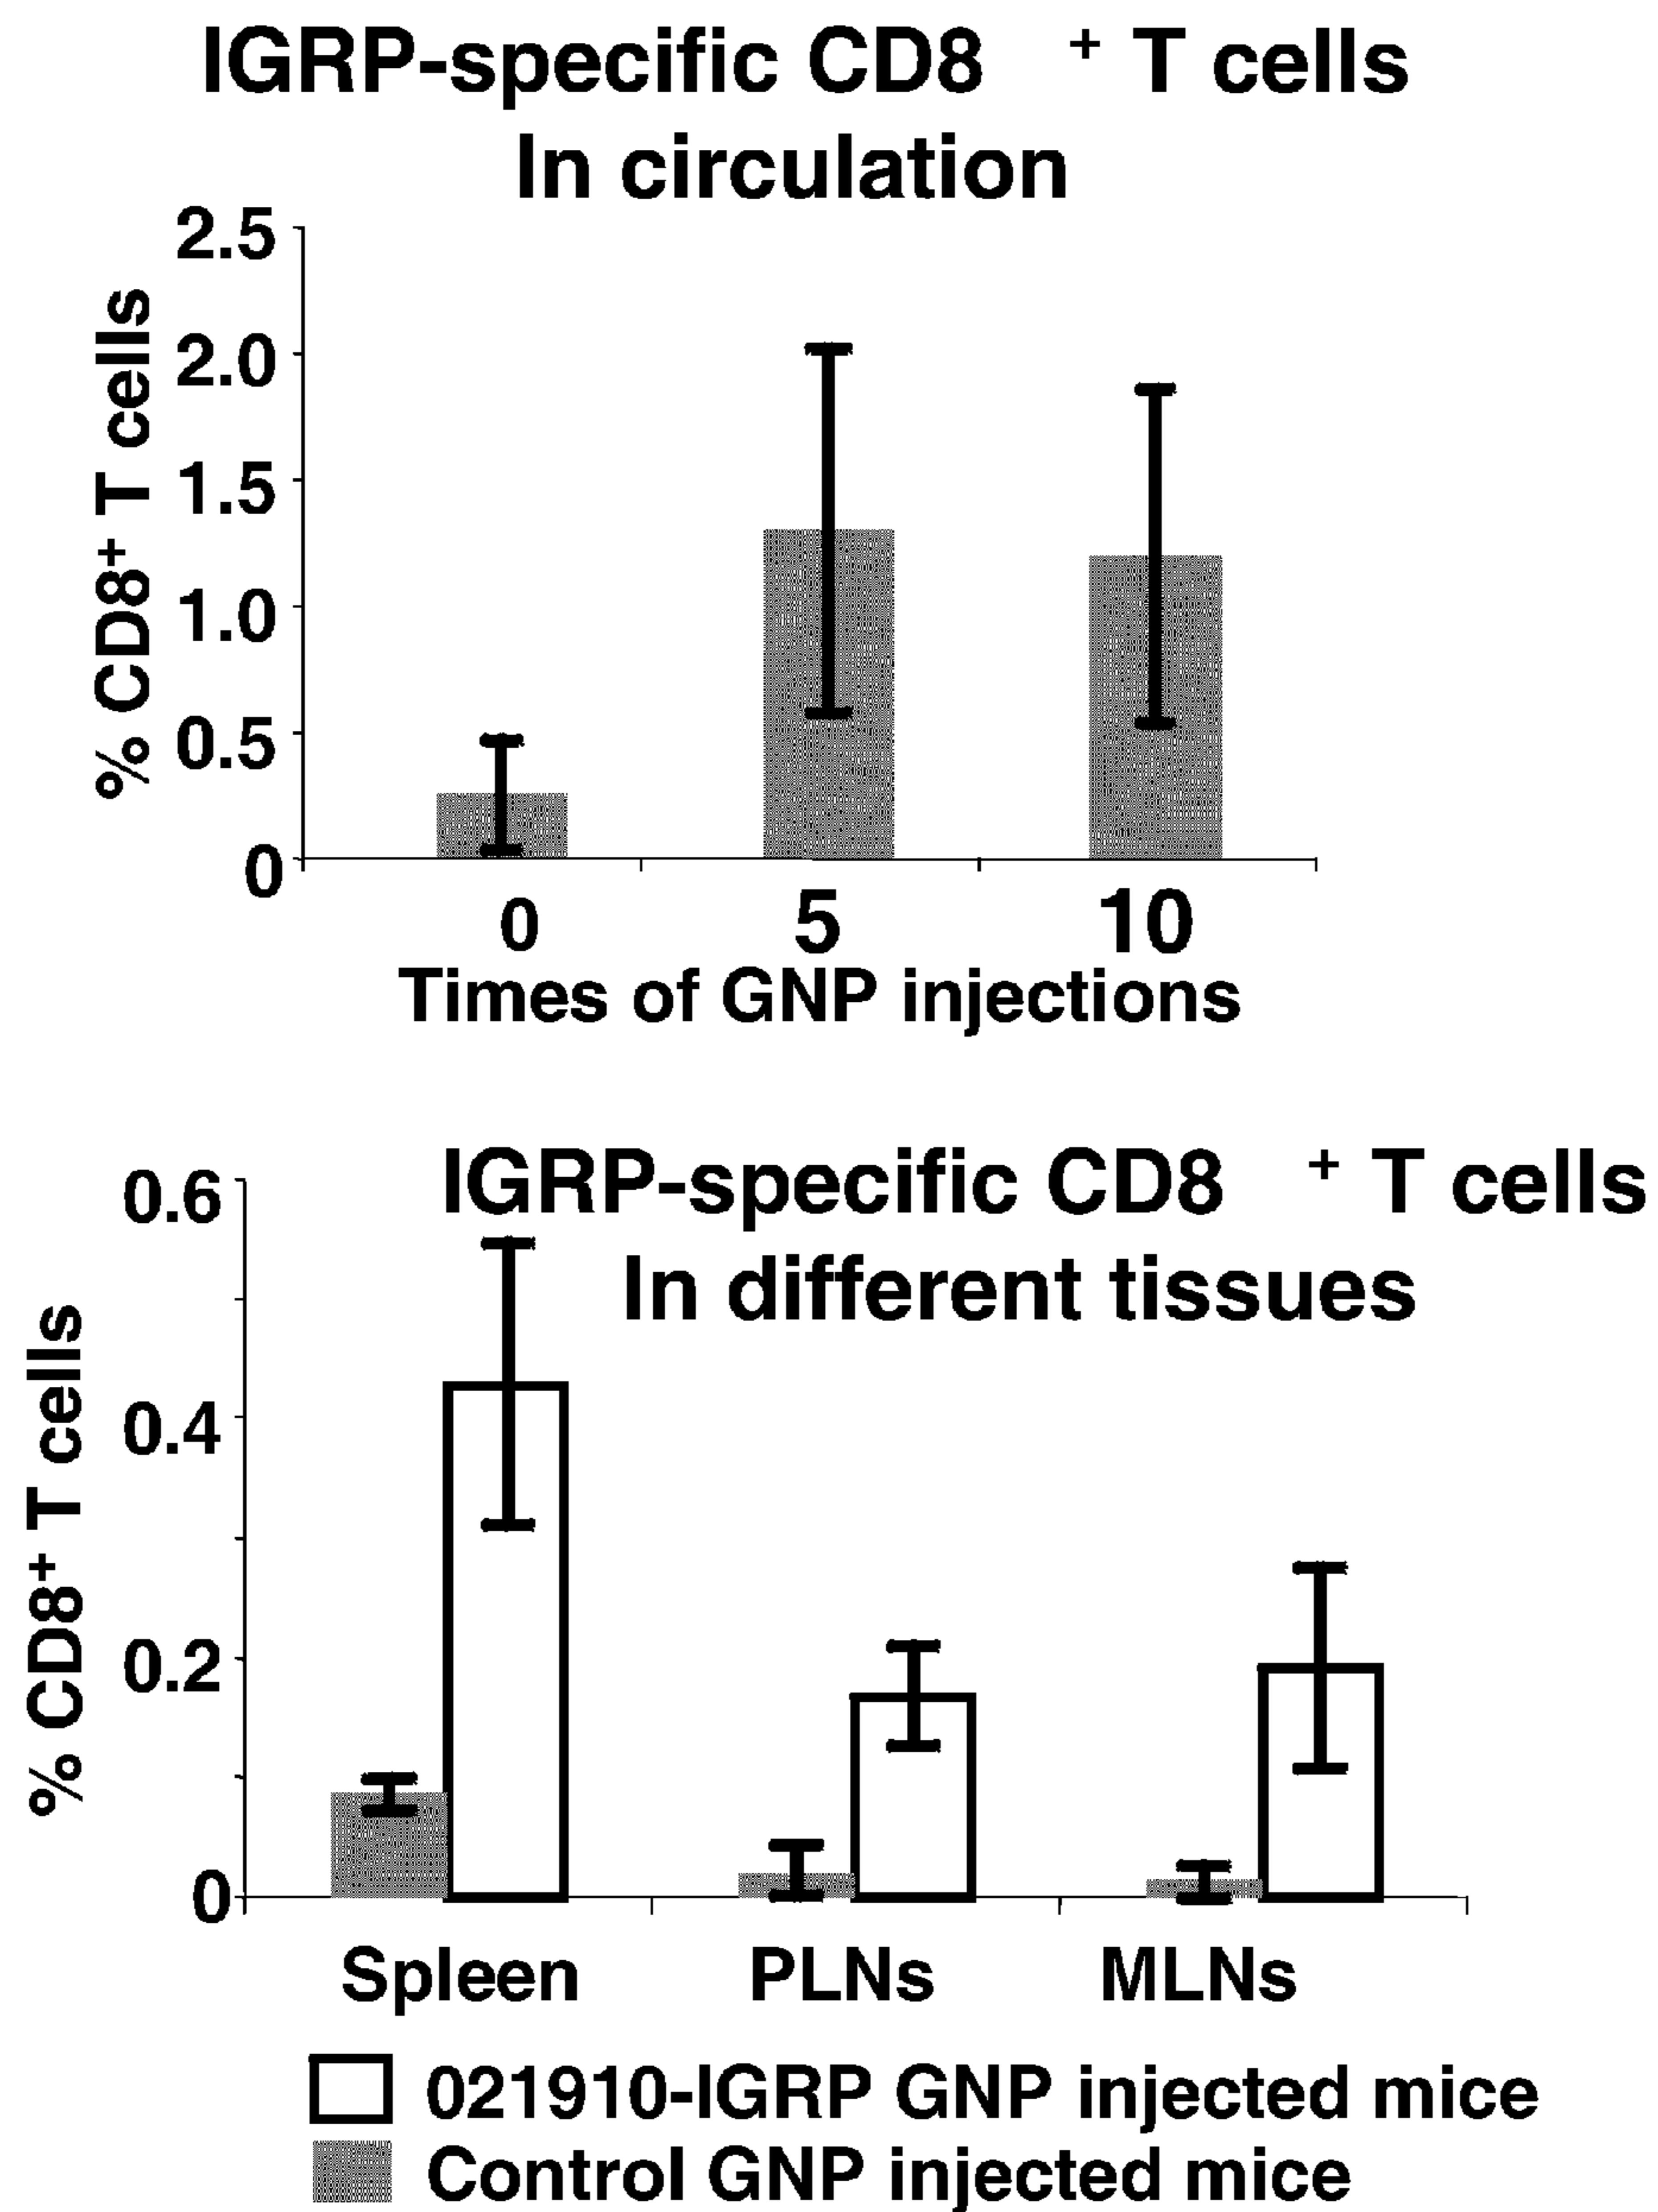 IGRP-specific CD8 + T cells
In circulation
% CD8+ T cells
2.5
2.0
1.5
1.0
0.5
0
0 5 10
Times of GNP injections
IGRP-specific CD8 + T cells
In different tissues
% CD8+ T cells
0.6
0.4
0.2
0
Spleen PLNs MLNs
021910-IGRP GNP injected mice
Control GNP injected mice